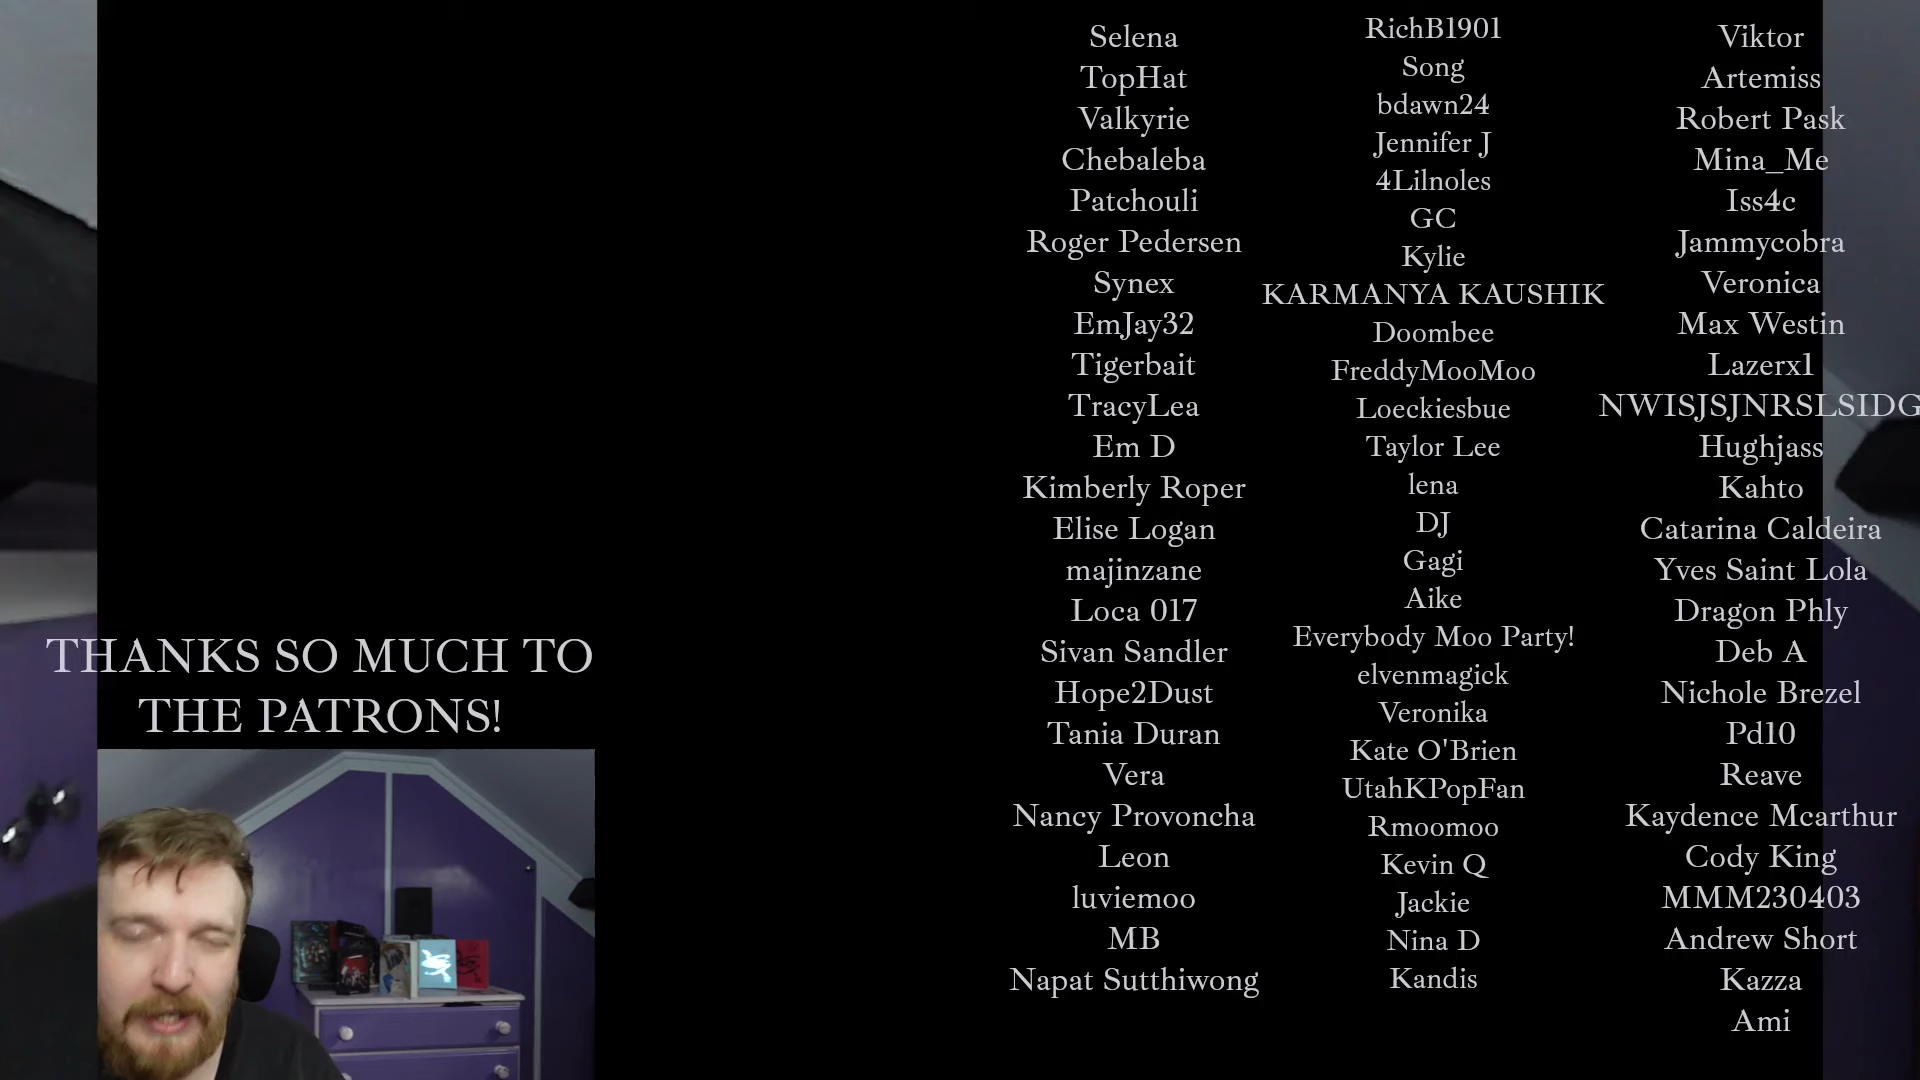 THANKS SO MUCH TO
THE PATRONS!
Selena
TopHat
Valkyrie
Chebaleba
Patchouli
Roger Pedersen
Synex
EmJay32
Tigerbait
TracyLea
Em D
Kimberly Roper
Elise Logan
majinzane
Loca 017
Sivan Sandler
Hope2Dust
Tania Duran
Vera
Nancy Provoncha
Leon
luviemoo
MB
Napat Sutthiwong
RichB1901
Song
bdawn24
Jennifer J
4Lilnoles
GC
Kylie
KARMANYA KAUSHIK
Doombee
FreddyMooMoo
Loeckiesbue
Taylor Lee
lena
DJ
Gagi
Aike
Everybody Moo Party!
elvenmagick
Veronika
Kate O'Brien
UtahKPopFan
Rmoomoo
Kevin Q
Jackie
Nina D
Kandis
Viktor
Artemiss
Robert Pask
Mina_Me
Iss4c
Jammycobra
Veronica
Max Westin
Lazerx1
NWISJSJNRSLSIDG
Hughjass
Kahto
Catarina Caldeira
Yves Saint Lola
Dragon Phly
Deb A
Nichole Brezel
Pd10
Reave
Kaydence Mcarthur
Cody King
MMM230403
Andrew Short
Kazza
Ami